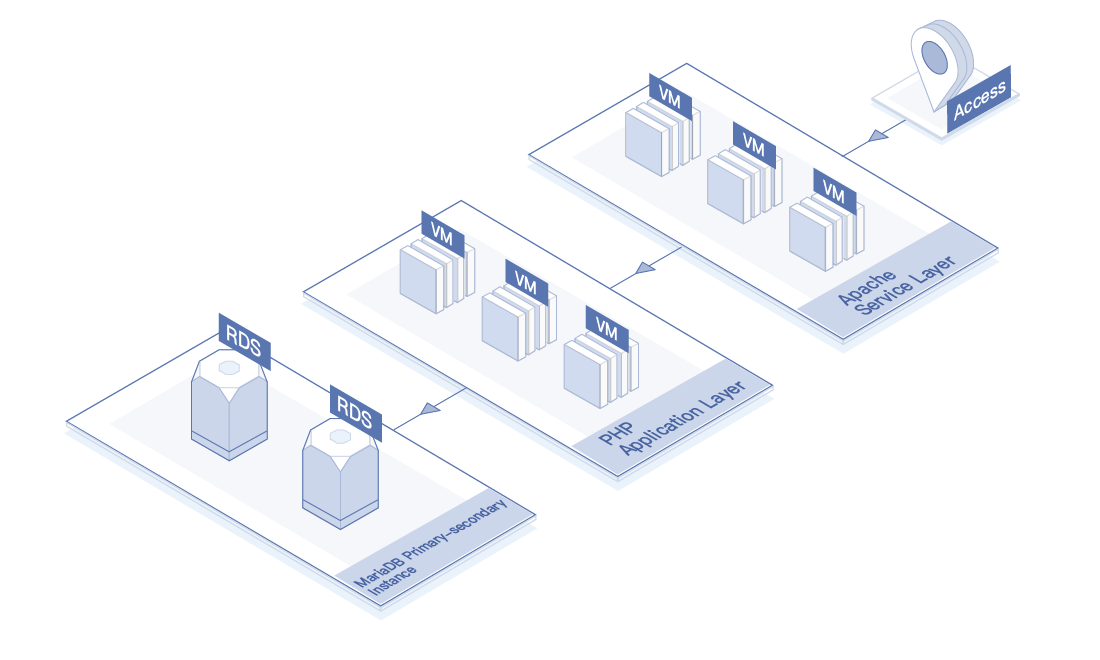 Access
VM
VM
VM
Apache
Service Layer
VM
VM
VM
PHP
Application Layer
RDS
RDS
MariaDB Primary-secondary
Instance